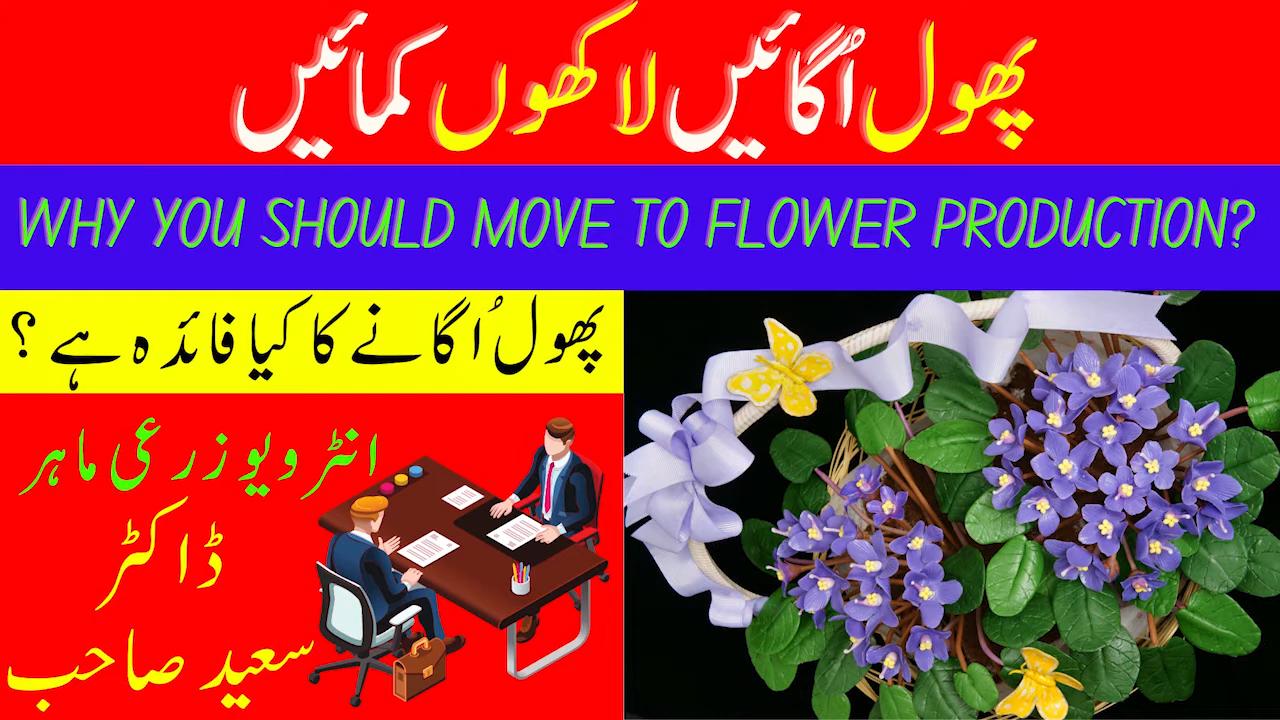 پھول اُگائیں لاکھوں کمائیں
WHY YOU SHOULD MOVE TO FLOWER PRODUCTION?
پھول اُگانے کا کیا فائدہ ہے ؟
انٹرویو زرعی ماہر
ڈاکٹر
سعید صاحب